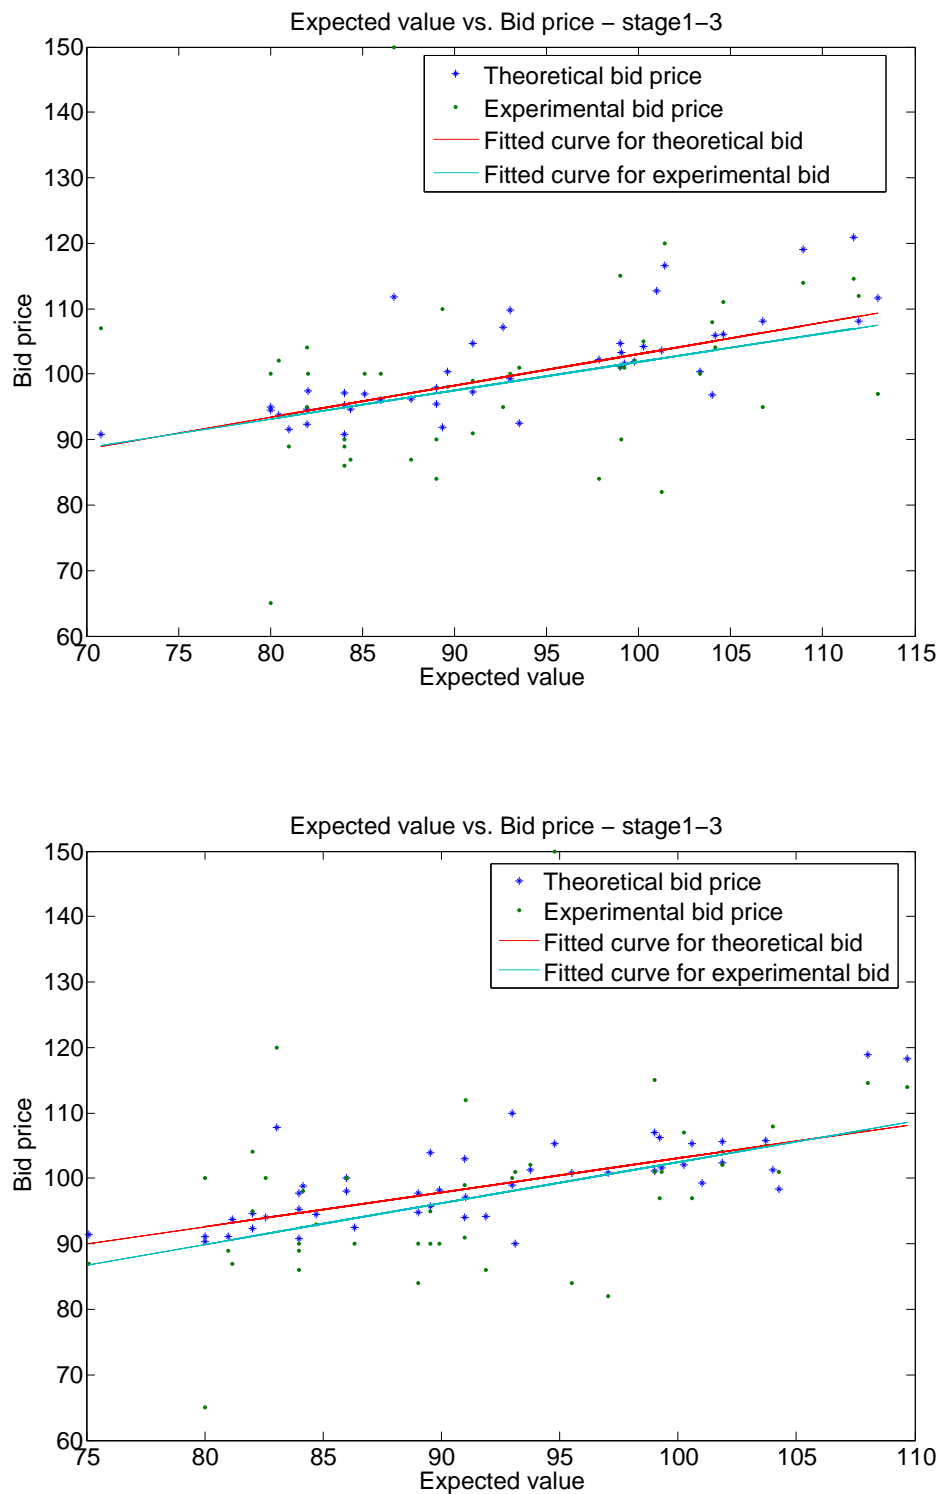 Expected value vs. Bid price – stage1–3
150
140
130
120
110
100
90
80
70
60
Bid price
Theoretical bid price
Experimental bid price
Fitted curve for theoretical bid
Fitted curve for experimental bid
70 75 80 85 90 95 100 105 110 115
Expected value
Expected value vs. Bid price – stage1–3
150
140
130
120
110
100
90
80
70
60
Bid price
Theoretical bid price
Experimental bid price
Fitted curve for theoretical bid
Fitted curve for experimental bid
75 80 85 90 95 100 105 110
Expected value